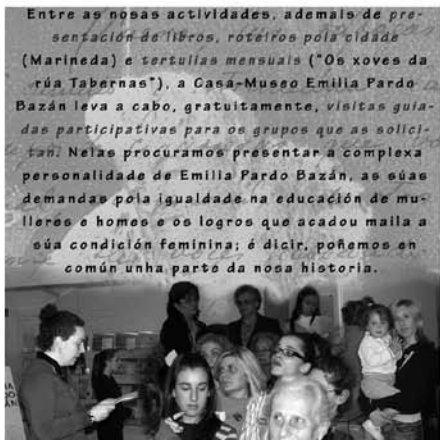 Entre as nosas actividades, ademais de pre-
sentación de libros, roteiros pola cidade
(Marineda) e tertulias mensuais ("Os xoves da
rúa Tabernas"), a Casa-Museo Emilia Pardo
Bazán leva a cabo, gratuitamente, visitas guia-
das participativas para os grupos que as solici-
tan. Nelas procuramos presentar a complexa
personalidade de Emilia Pardo Bazán, as súas
demandas pola igualdade na educación de mu-
lleres e homes e os logros que acadou malia a
súa condición feminina; é dicir, poñemos en
común unha parte da nosa historia.